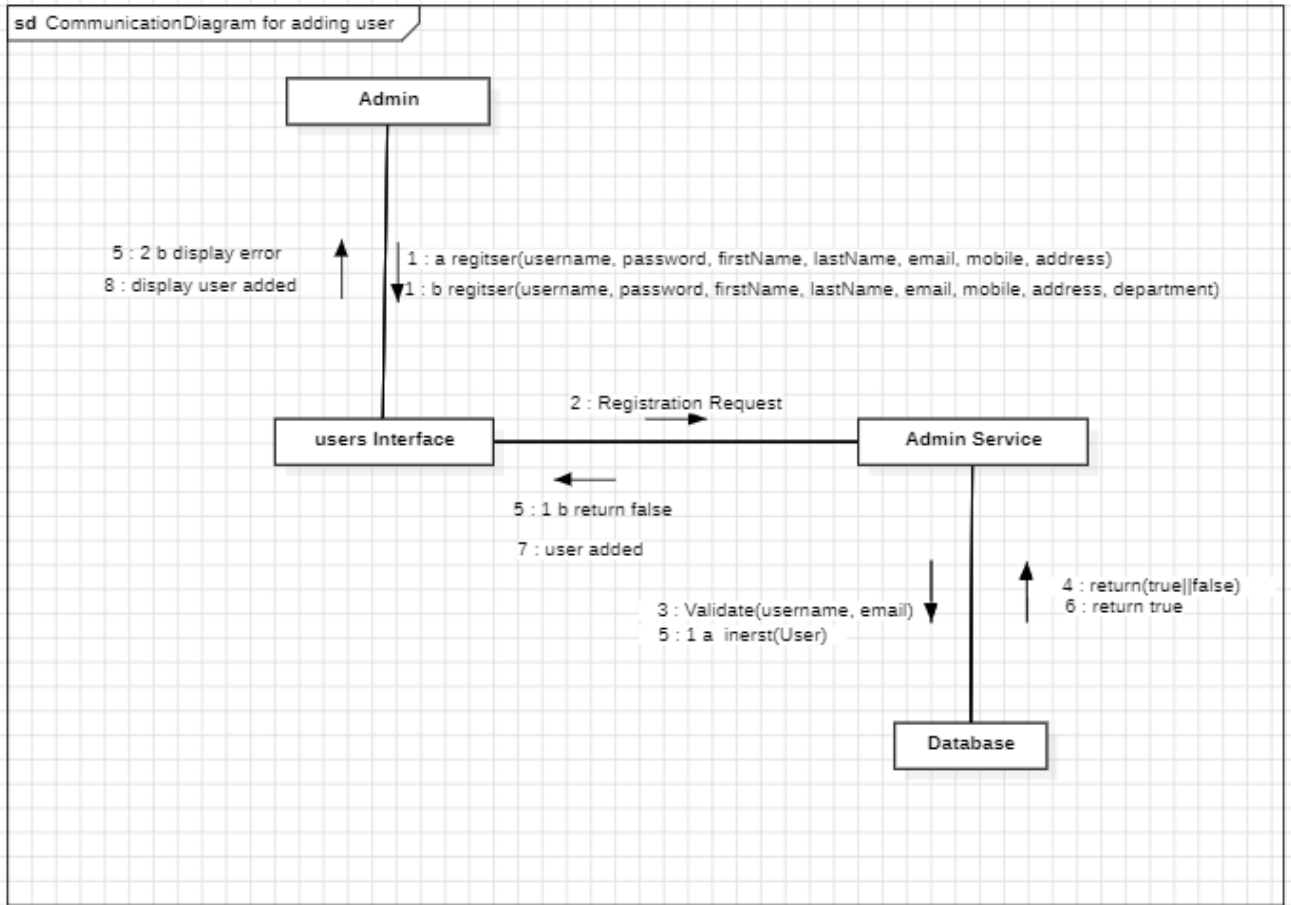 sd CommunicationDiagram for adding user
Admin
5 : 2 b display error
8 : display user added
1 : a regitser(username, password, firstName, lastName, email, mobile, address)
1 : b regitser(username, password, firstName, lastName, email, mobile, address, department)
2 : Registration Request
users Interface
Admin Service
5 : 1 b return false
7 : user added
3 : Validate(username, email)
5 : 1 a inerst(User)
4 : return(true||false)
6 : return true
Database